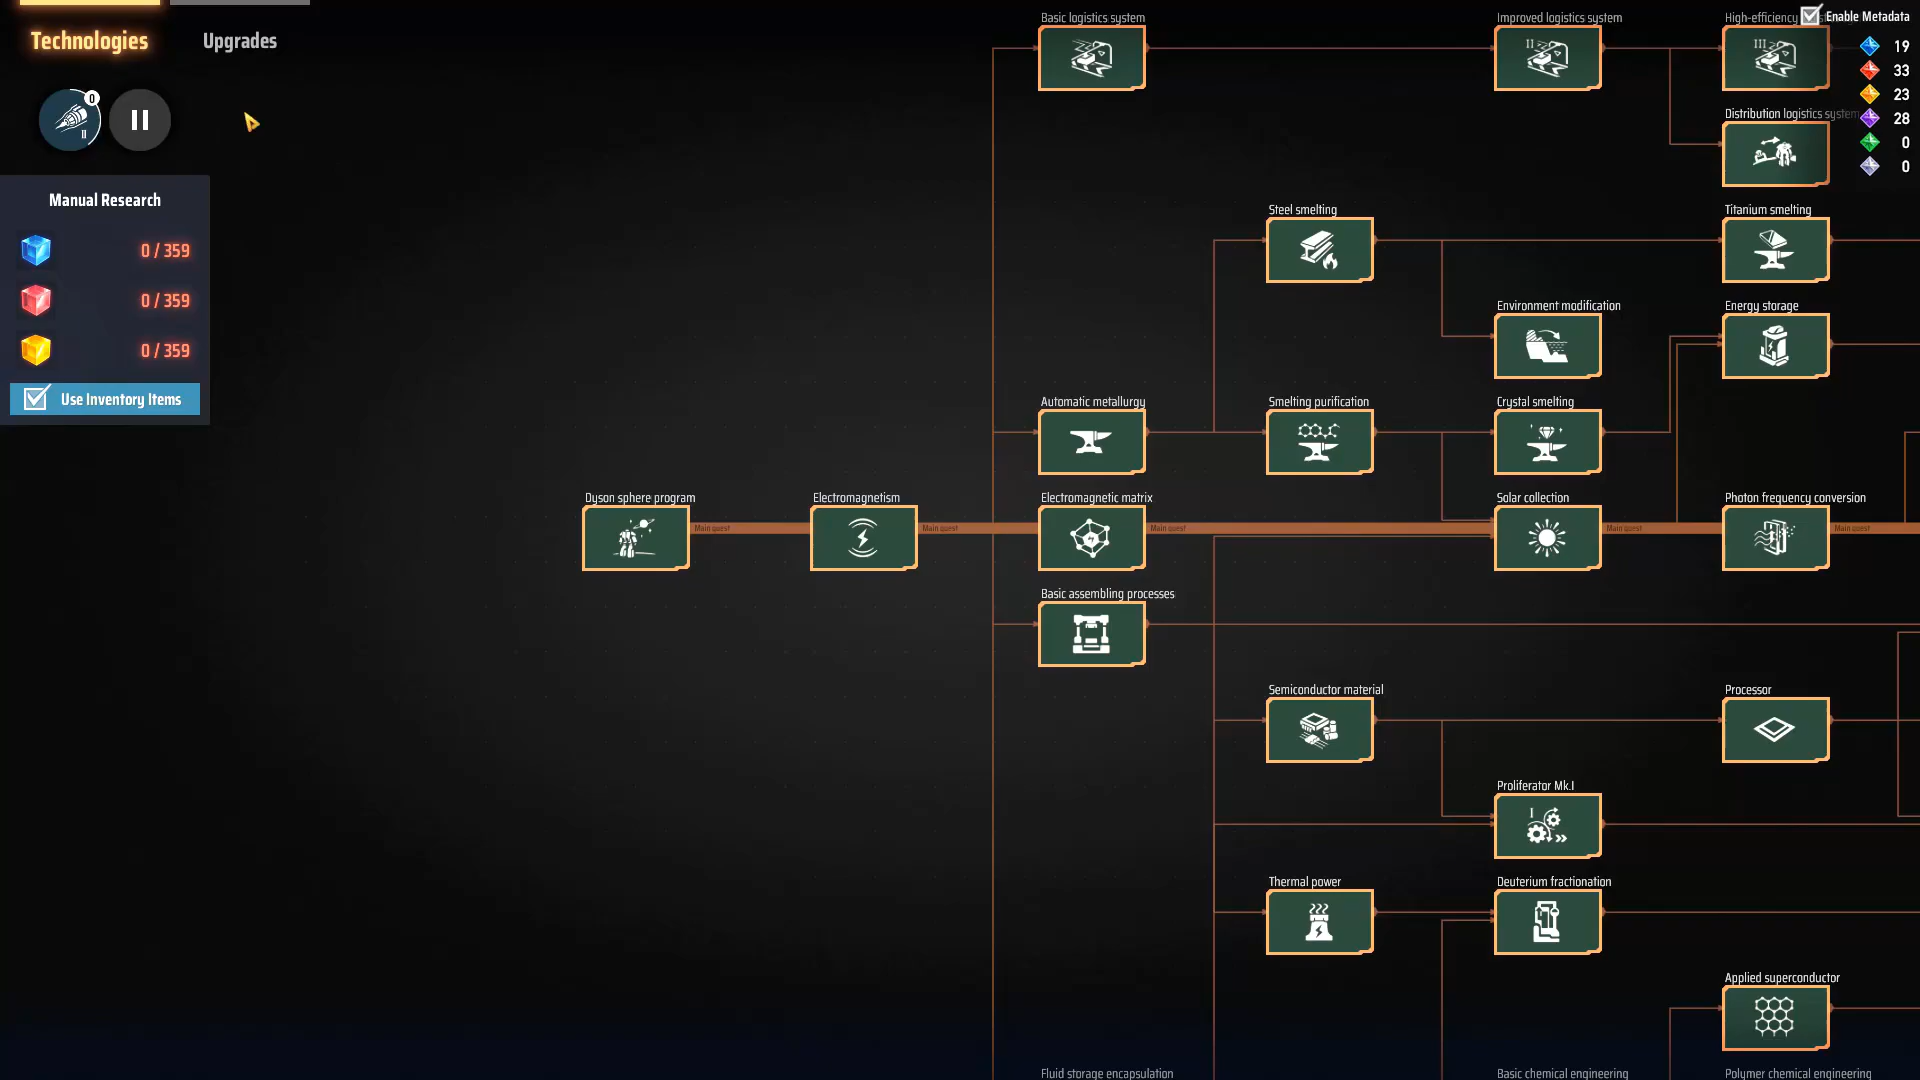 Technologies
Upgrades
0
II
Manual Research
0 / 359
0 / 359
0 / 359
Use Inventory Items
Basic logistics system
Improved logistics system
II
High-efficiency
III
Enable Metadata
19
33
23
28
0
0
Distribution logistics system
Steel smelting
Titanium smelting
Environment modification
Energy storage
Automatic metallurgy
Smelting purification
Crystal smelting
Dyson sphere program
Main quest
Electromagnetism
Main quest
Electromagnetic matrix
Main quest
Solar collection
Main quest
Photon frequency conversion
Main quest
Basic assembling processes
Semiconductor material
Processor
Proliferator Mk.I
I
Thermal power
Deuterium fractionation
Applied superconductor
Fluid storage encapsulation
Basic chemical engineering
Polymer chemical engineering